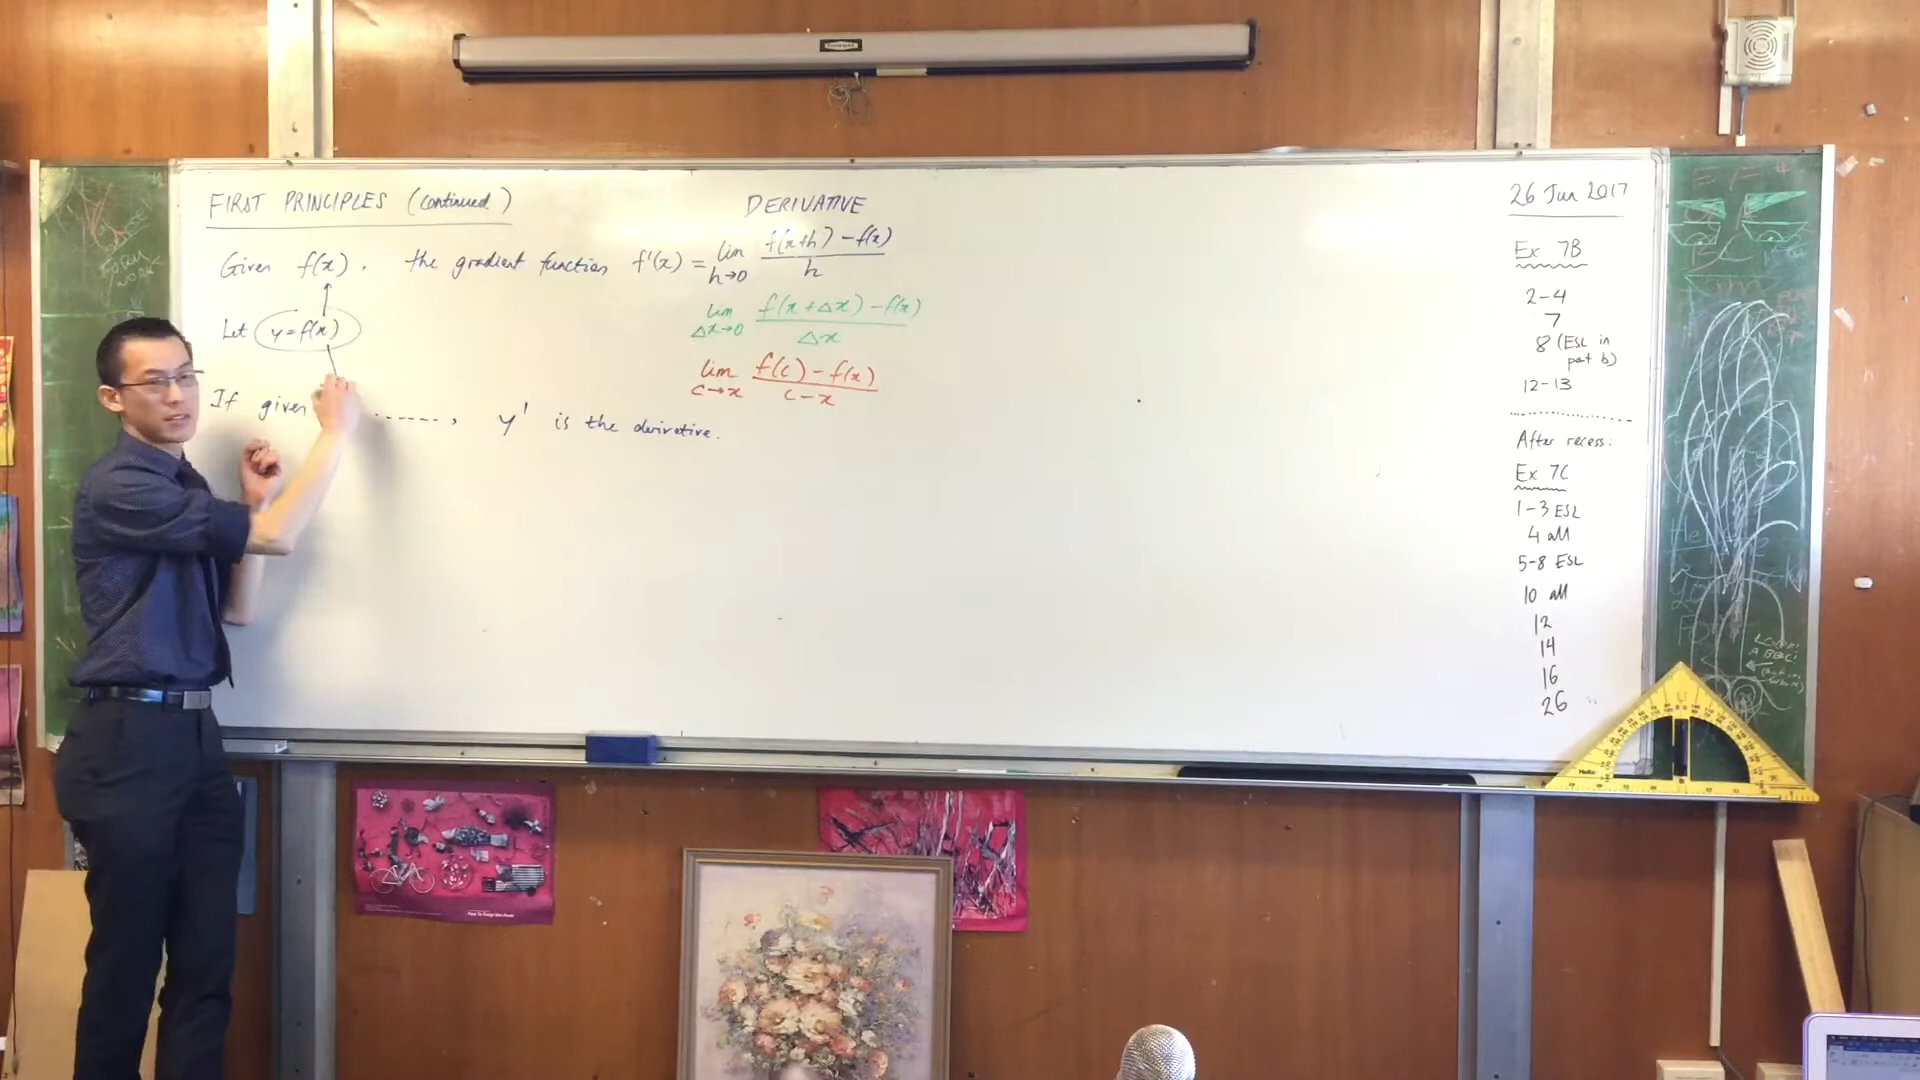 FIRST PRINCIPLES (continued)
DERIVATIVE
Given f(x), the gradient function f'(x) = lim h→0 f(x+h) - f(x) / h
lim Δx→0 f(x+Δx) - f(x) / Δx
Let y=f(x)
lim c→x f(c) - f(x) / c-x
If given ......, y' is the derivative.
26 Jun 2017
Ex 7B
2-4
7
8 (ESL in
part b)
12-13
After recess:
Ex 7C
1-3 ESL
4 all
5-8 ESL
10 all
12
14
16
26